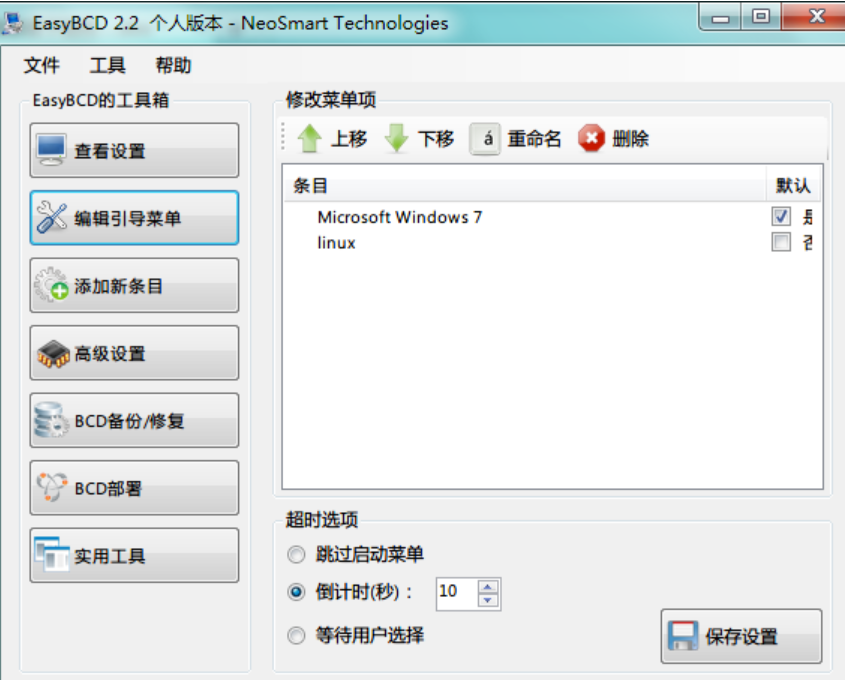 EasyBCD 2.2 个人版本 - NeoSmart Technologies
文件 工具 帮助
EasyBCD的工具箱
查看设置
编辑引导菜单
添加新条目
高级设置
BCD备份/修复
BCD部署
实用工具
修改菜单项
上移 下移 á 重命名 删除
条目 默认
Microsoft Windows 7
linux
超时选项
跳过启动菜单
倒计时(秓)： 10
等待用户选择
保存设置